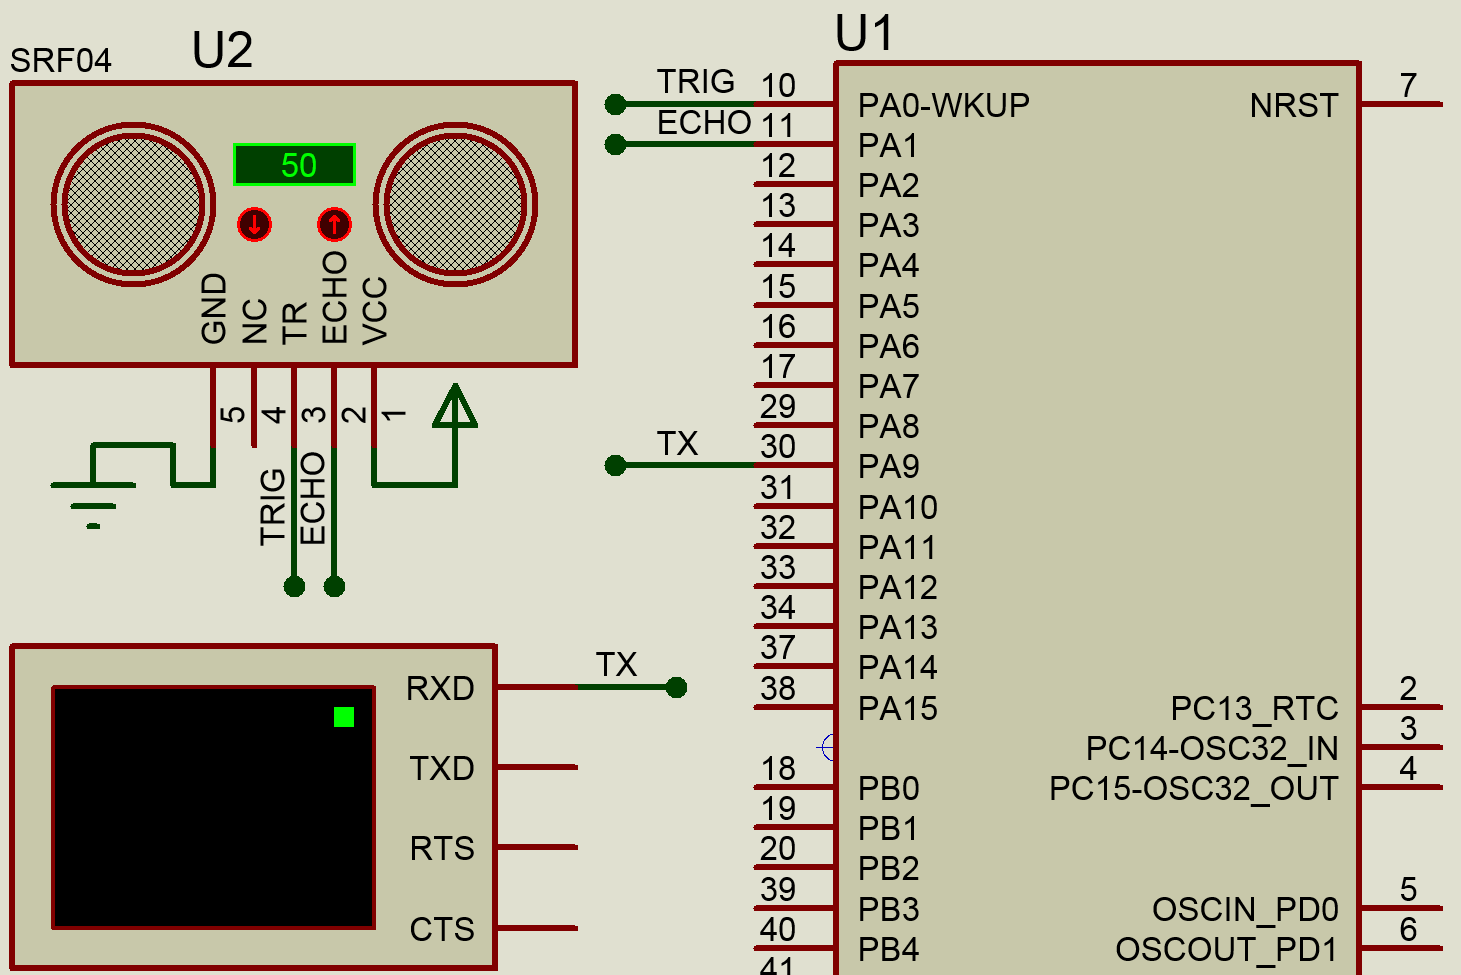 SRF04
U2
50
GND
NC
TR
ECHO
VCC
5
4
3
2
1
TRIG
ECHO
RXD
TX
TXD
RTS
CTS
U1
TRIG 10 PA0-WKUP
ECHO 11 PA1
12 PA2
13 PA3
14 PA4
15 PA5
16 PA6
17 PA7
29 PA8
TX 30 PA9
31 PA10
32 PA11
33 PA12
34 PA13
37 PA14
38 PA15
18 PB0
19 PB1
20 PB2
39 PB3
40 PB4
41
NRST 7
PC13_RTC 2
PC14-OSC32_IN 3
PC15-OSC32_OUT 4
OSCIN_PD0 5
OSCOUT_PD1 6